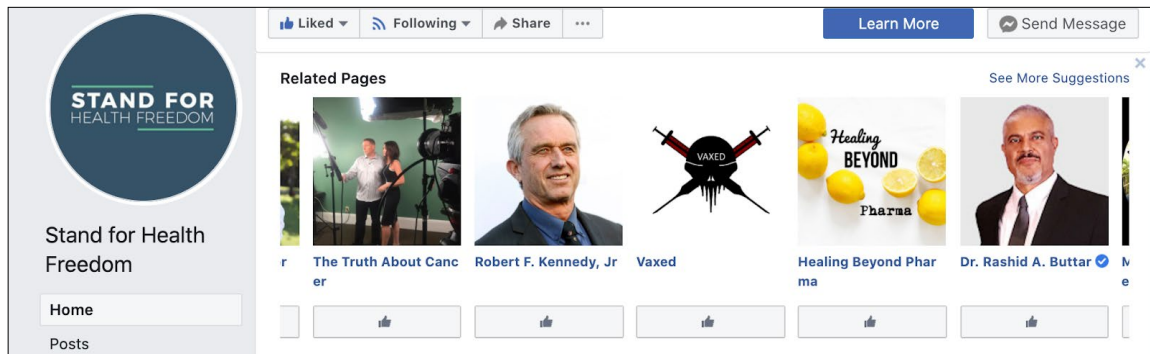 Liked
Following
Share
Learn More
Send Message
STAND FOR
HEALTH FREEDOM
Related Pages
See More Suggestions
VAXED
Healing
BEYOND
Pharma
Stand for Health
Freedom
r
The Truth About Canc
er
Robert F. Kennedy, Jr
Vaxed
Healing Beyond Phar
ma
Dr. Rashid A. Buttar
M
e
Home
Posts